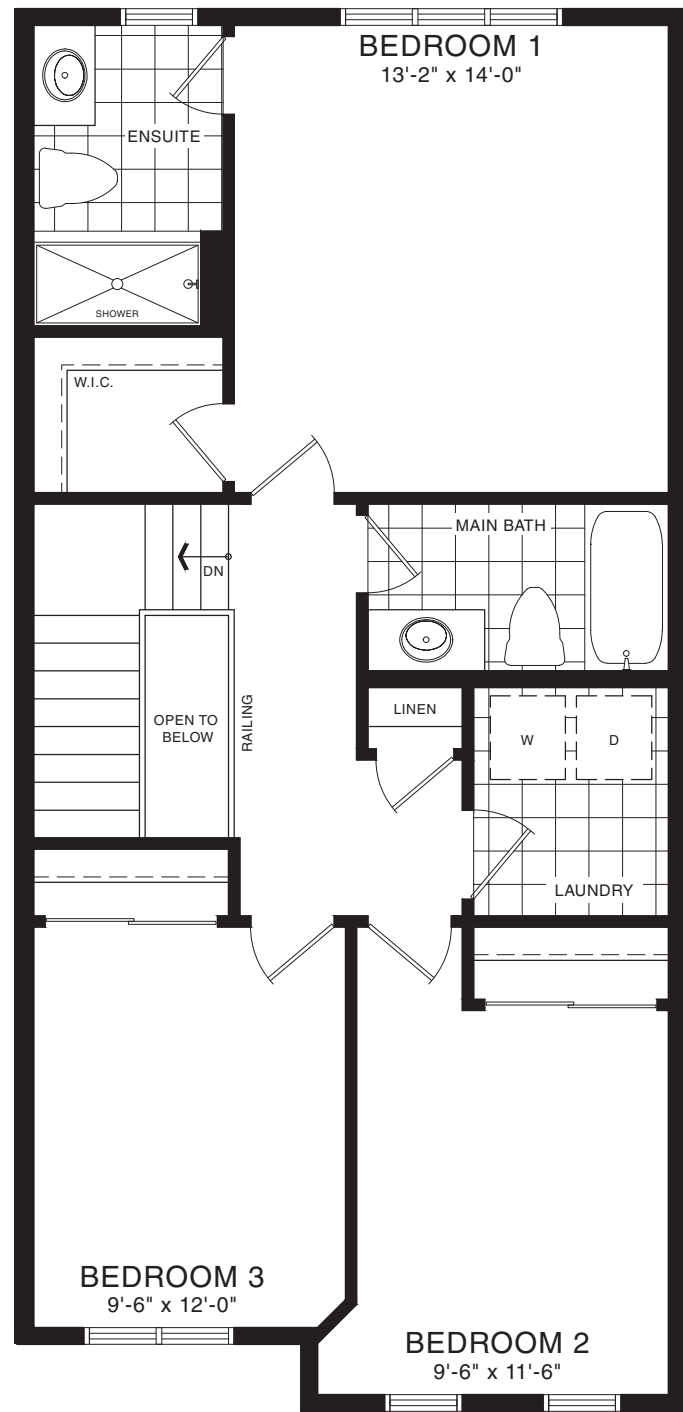 BEDROOM 1
13'-2" x 14'-0"
ENSUITE
SHOWER
W.I.C.
MAIN BATH
DN
OPEN TO
BELOW
RAILING
LINEN
W
D
LAUNDRY
BEDROOM 3
9'-6" x 12'-0"
BEDROOM 2
9'-6" x 11'-6"